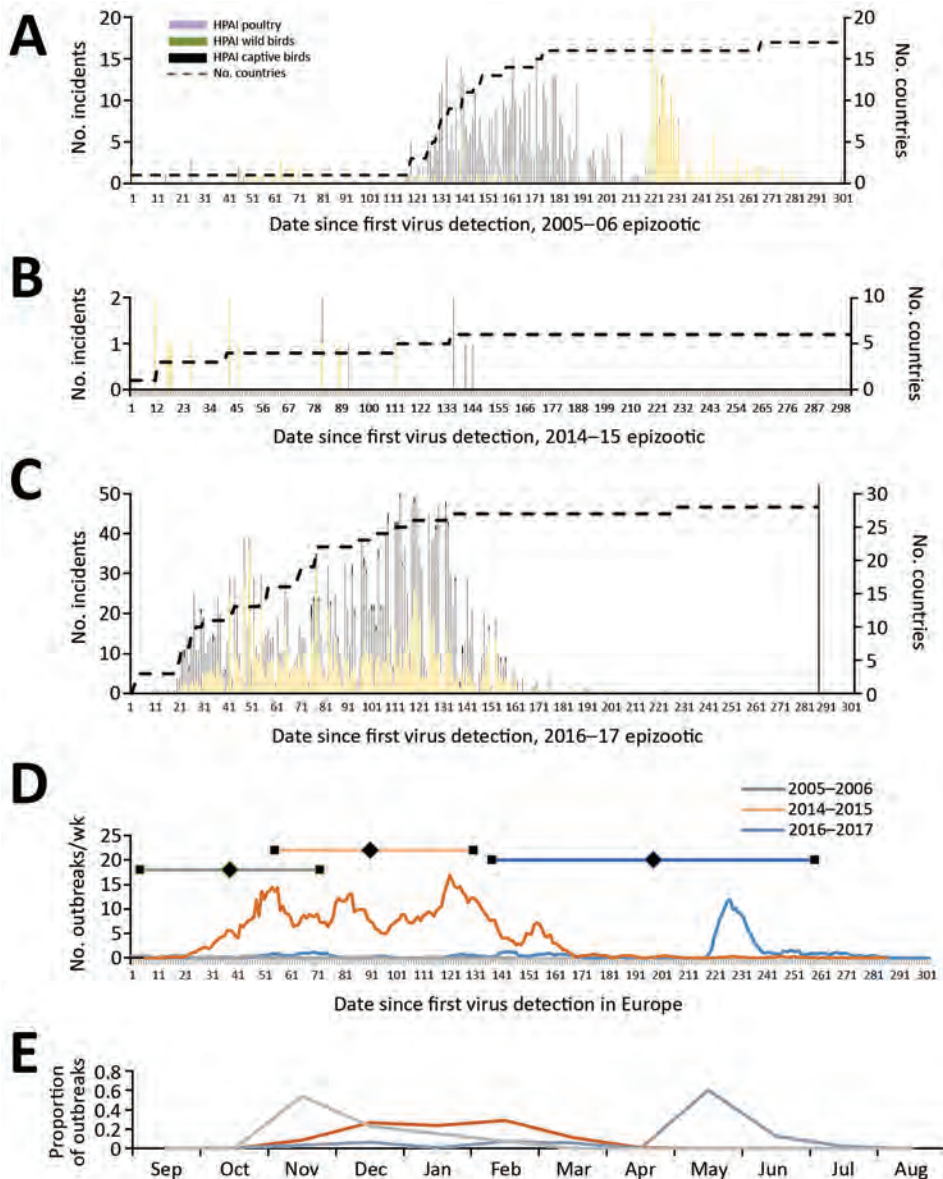 A
HPAI poultry
HPAI wild birds
HPAI captive birds
No. countries
No. incidents
20
15
10
5
0
20
15
10
5
0
No. countries
1 11 21 31 41 51 61 71 81 91 101 111 121 131 141 151 161 171 181 191 201 211 221 231 241 251 261 271 281 291 301
Date since first virus detection, 2005–06 epizootic
B
No. incidents
2
1
0
10
5
0
No. countries
1 12 23 34 45 56 67 78 89 100 111 122 133 144 155 166 177 188 199 210 221 232 243 254 265 276 287 298
Date since first virus detection, 2014–15 epizootic
C
No. incidents
50
40
30
20
10
0
30
25
20
15
10
5
0
No. countries
1 11 21 31 41 51 61 71 81 91 101 111 121 131 141 151 161 171 181 191 201 211 221 231 241 251 261 271 281 291 301
Date since first virus detection, 2016–17 epizootic
D
2005–2006
2014–2015
2016–2017
No. outbreaks/wk
25
20
15
10
5
0
1 11 21 31 41 51 61 71 81 91 101 111 121 131 141 151 161 171 181 191 201 211 221 231 241 251 261 271 281 291 301
Date since first virus detection in Europe
E
Proportion
of outbreaks
0.8
0.6
0.4
0.2
0
Sep Oct Nov Dec Jan Feb Mar Apr May Jun Jul Aug